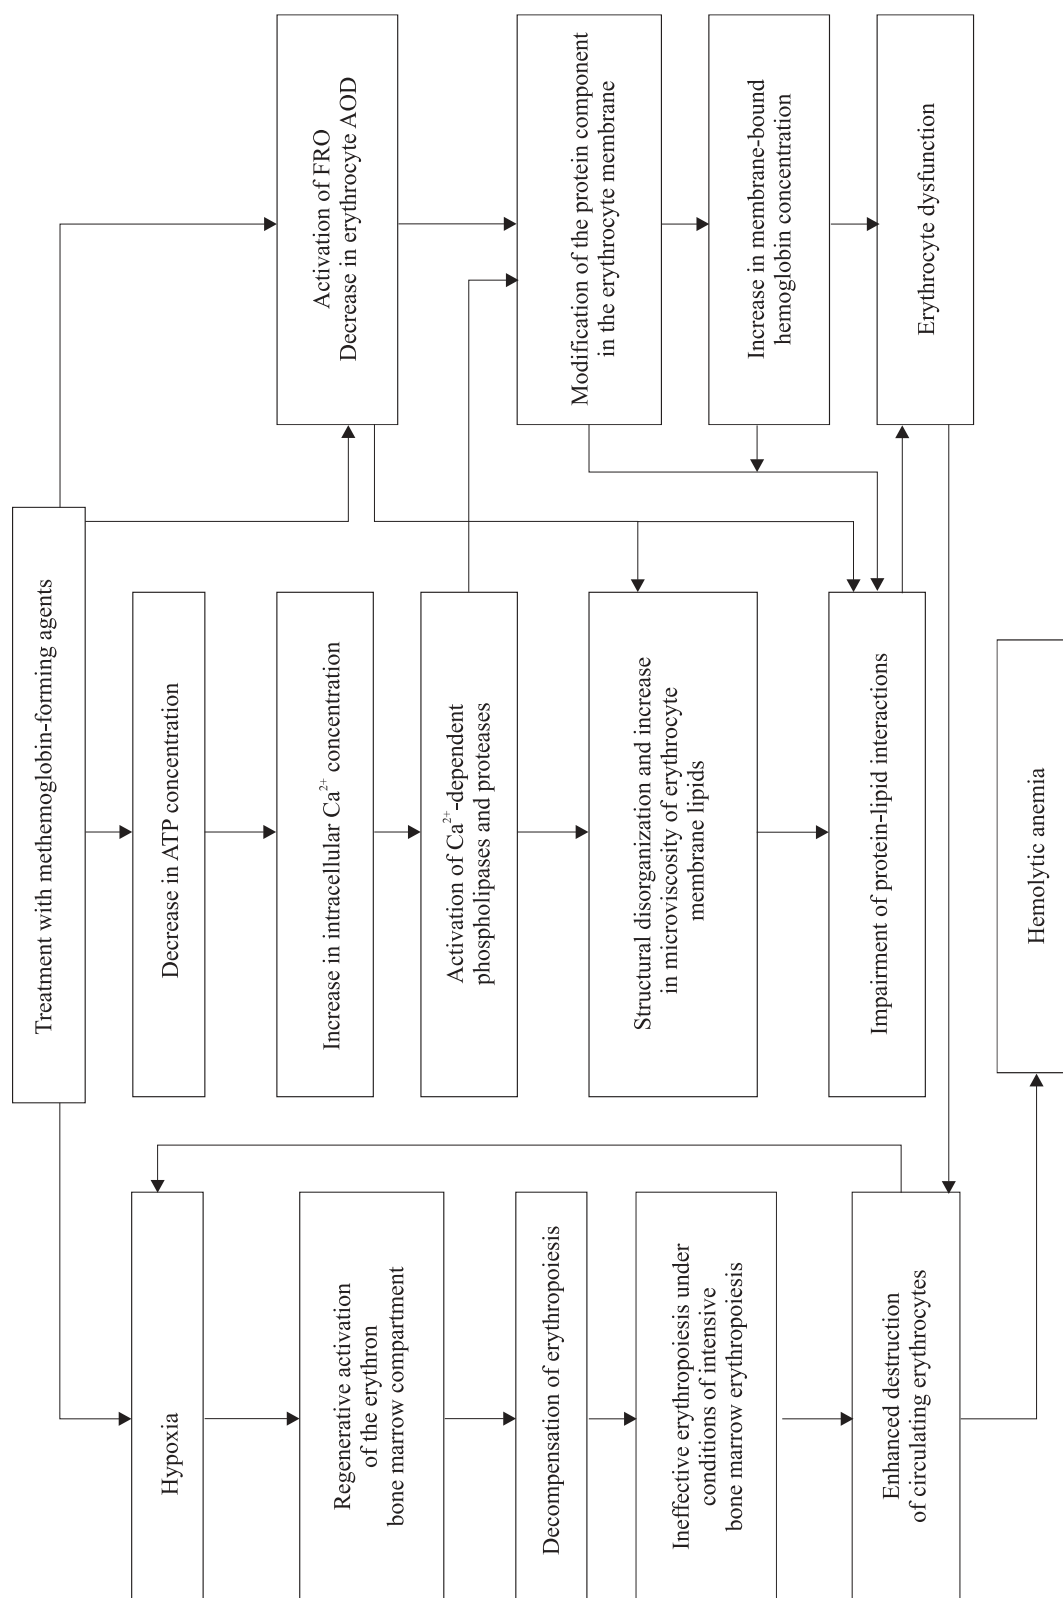 Treatment with methemoglobin-forming agents
Hypoxia
Regenerative activation
of the erythron
bone marrow compartment
Decompensation of erythropoiesis
Ineffective erythropoiesis under
conditions of intensive
bone marrow erythropoiesis
Enhanced destruction
of circulating erythrocytes
Decrease in ATP concentration
Increase in intracellular Ca²⁺ concentration
Activation of Ca²⁺-dependent
phospholipases and proteases
Structural disorganization and increase
in microviscosity of erythrocyte
membrane lipids
Impairment of protein-lipid interactions
Activation of FRO
Decrease in erythrocyte AOD
Modification of the protein component
in the erythrocyte membrane
Increase in membrane-bound
hemoglobin concentration
Erythrocyte dysfunction
Hemolytic anemia